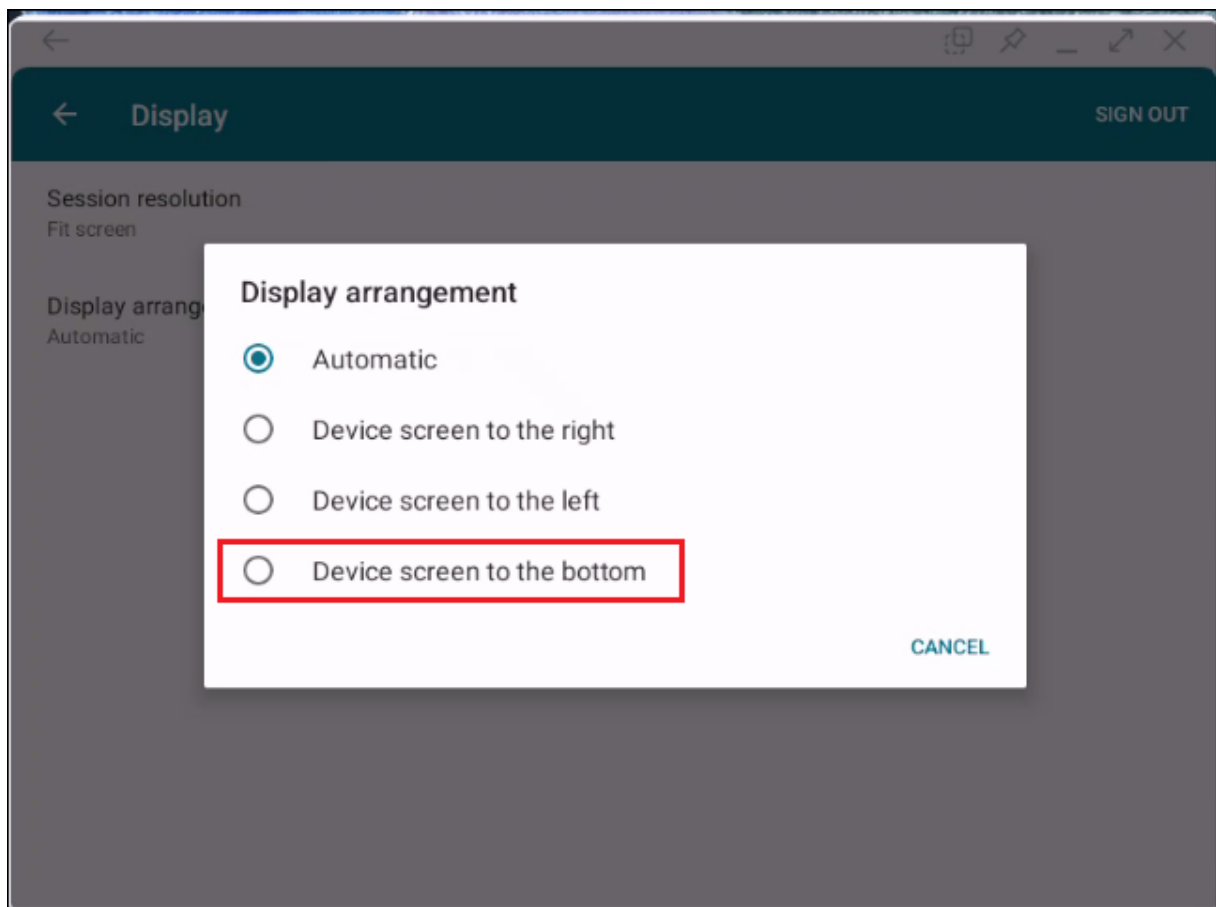 Display
SIGN OUT
Session resolution
Fit screen
Display arrang
Automatic
Display arrangement
Automatic
Device screen to the right
Device screen to the left
Device screen to the bottom
CANCEL